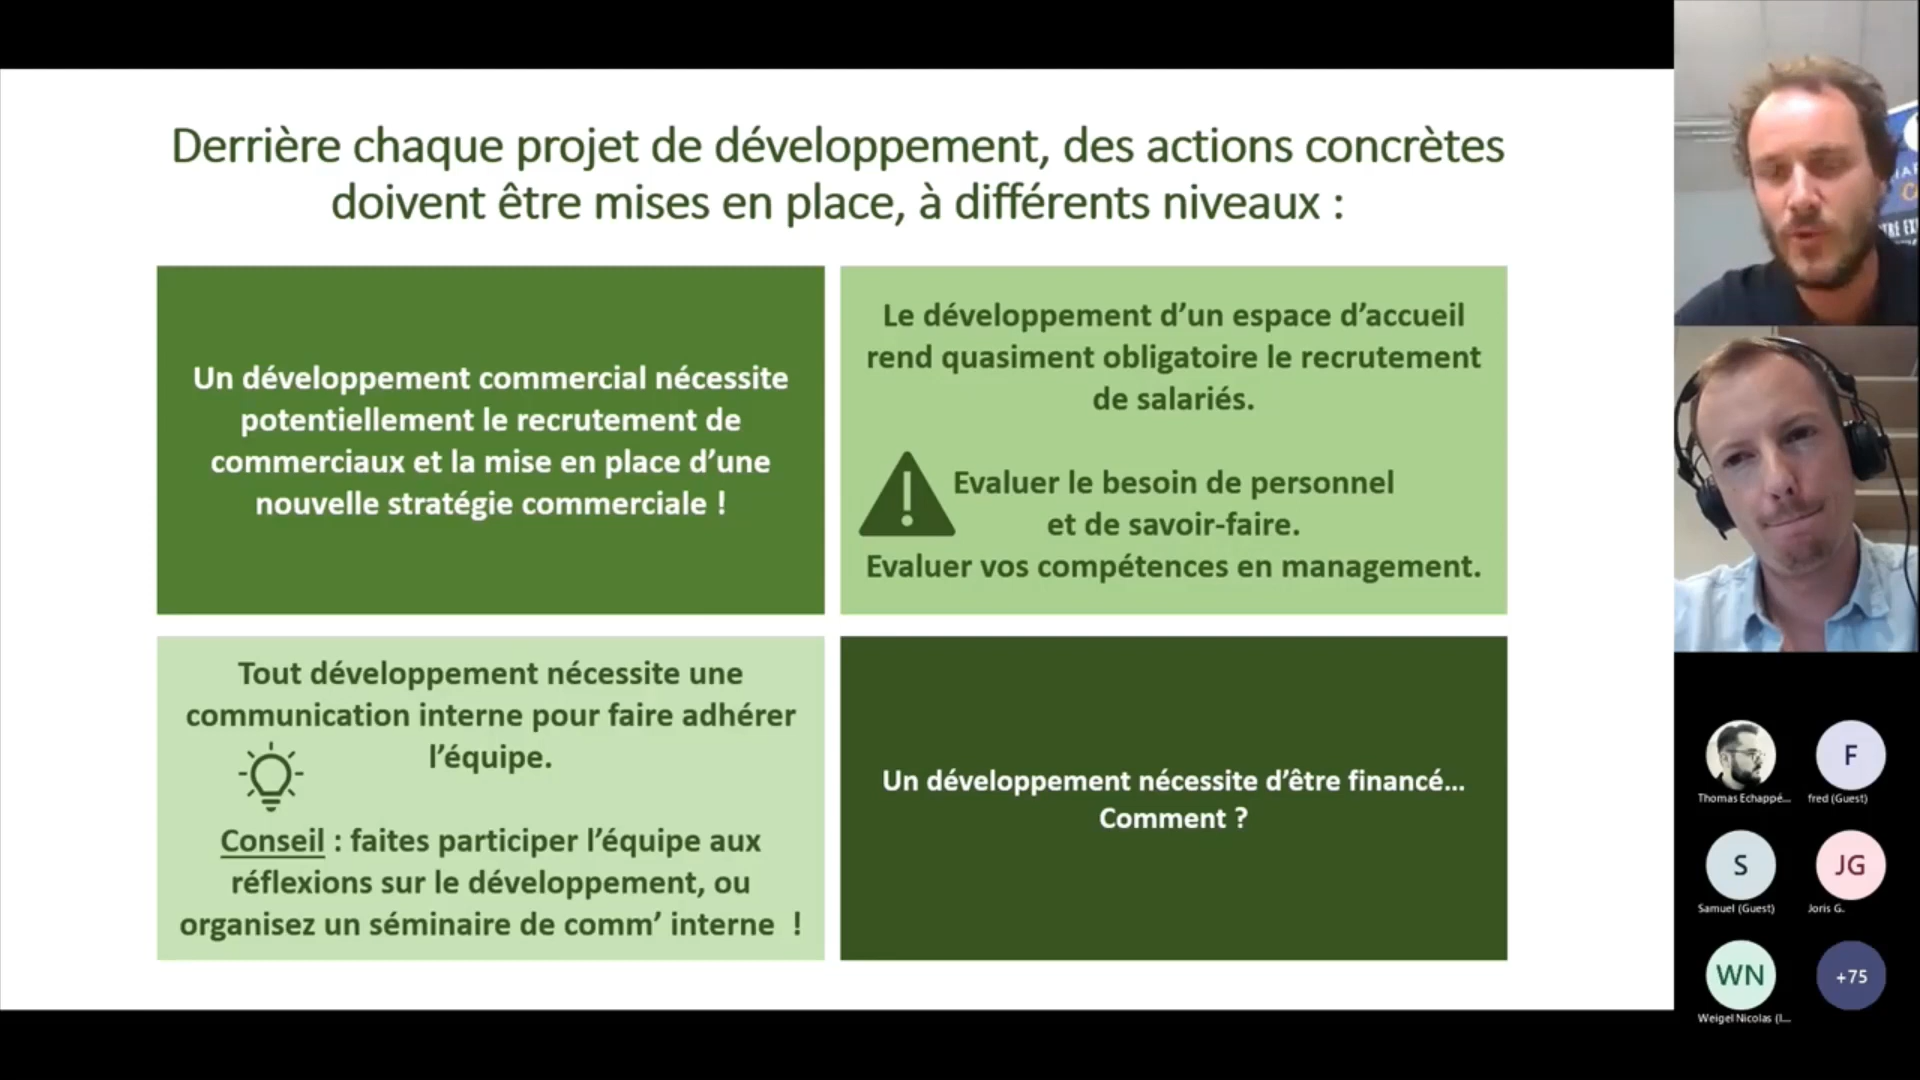 Derrière chaque projet de développement, des actions concrètes
doivent être mises en place, à différents niveaux :
Un développement commercial nécessite
potentiellement le recrutement de
commerciaux et la mise en place d’une
nouvelle stratégie commerciale !
Le développement d’un espace d’accueil
rend quasiment obligatoire le recrutement
de salariés.
Evaluer le besoin de personnel
et de savoir-faire.
Evaluer vos compétences en management.
Tout développement nécessite une
communication interne pour faire adhérer
l’équipe.
Conseil : faites participer l’équipe aux
réflexions sur le développement, ou
organisez un séminaire de comm’ interne !
Un développement nécessite d’être financé…
Comment ?
F
Thomas Echappé...
fred (Guest)
S
JG
Samuel (Guest)
Joris G.
WN
+75
Weigel Nicolas (I...